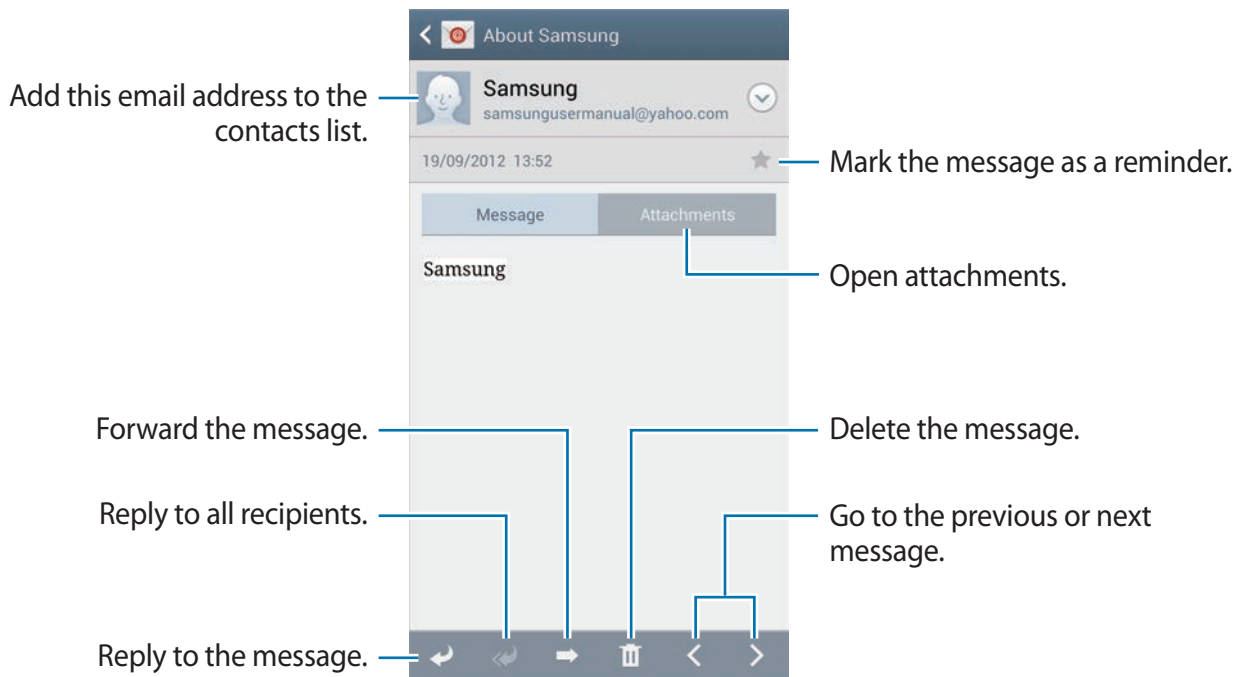 About Samsung
Add this email address to the
contacts list.
Samsung
samsungusermanual@yahoo.com
19/09/2012 13:52
Mark the message as a reminder.
Message
Attachments
Samsung
Open attachments.
Forward the message.
Delete the message.
Reply to all recipients.
Go to the previous or next
message.
Reply to the message.